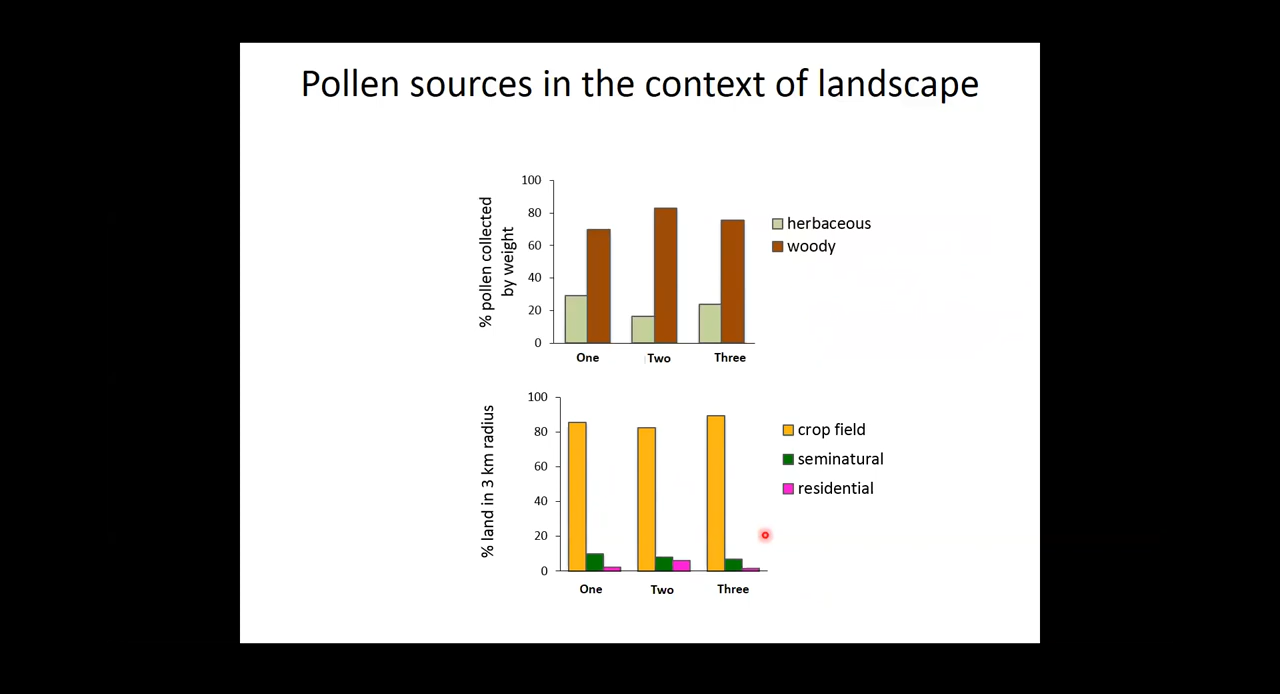 Pollen sources in the context of landscape
% pollen collected
by weight
100
80
60
40
20
0
One Two Three
herbaceous
woody
% land in 3 km radius
100
80
60
40
20
0
One Two Three
crop field
seminatural
residential